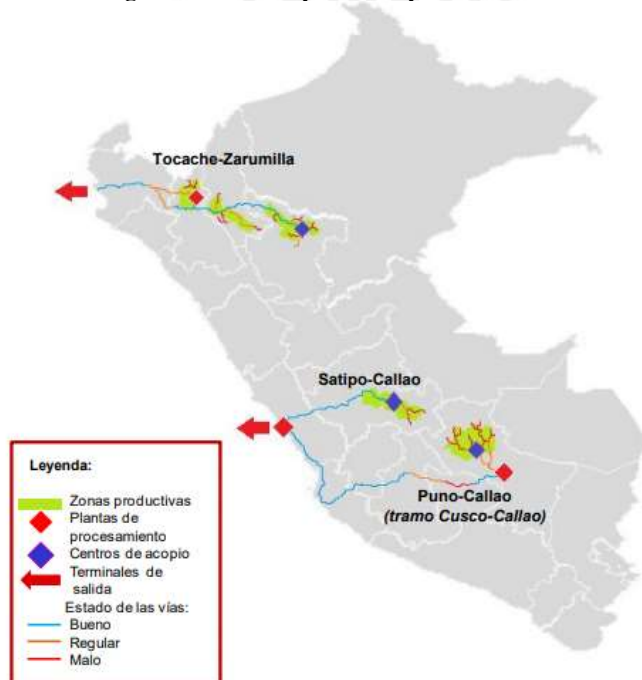 Tocache-Zarumilla
Satipo-Callao
Puno-Callao
(tramo Cusco-Callao)
Leyenda:
Zonas productivas
Plantas de
procesamiento
Centros de acopio
Terminales de
salida
Estado de las vías:
Bueno
Regular
Malo